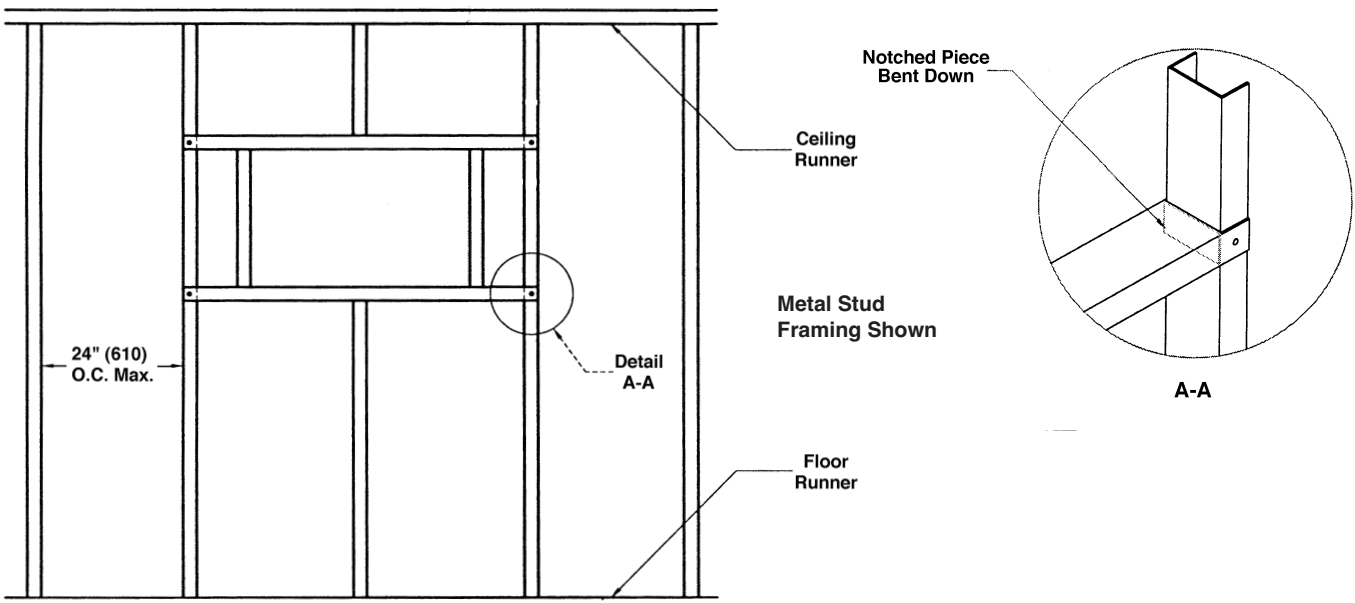 Notched Piece
Bent Down
Ceiling
Runner
Metal Stud
Framing Shown
24" (610)
O.C. Max.
Detail
A-A
A-A
Floor
Runner